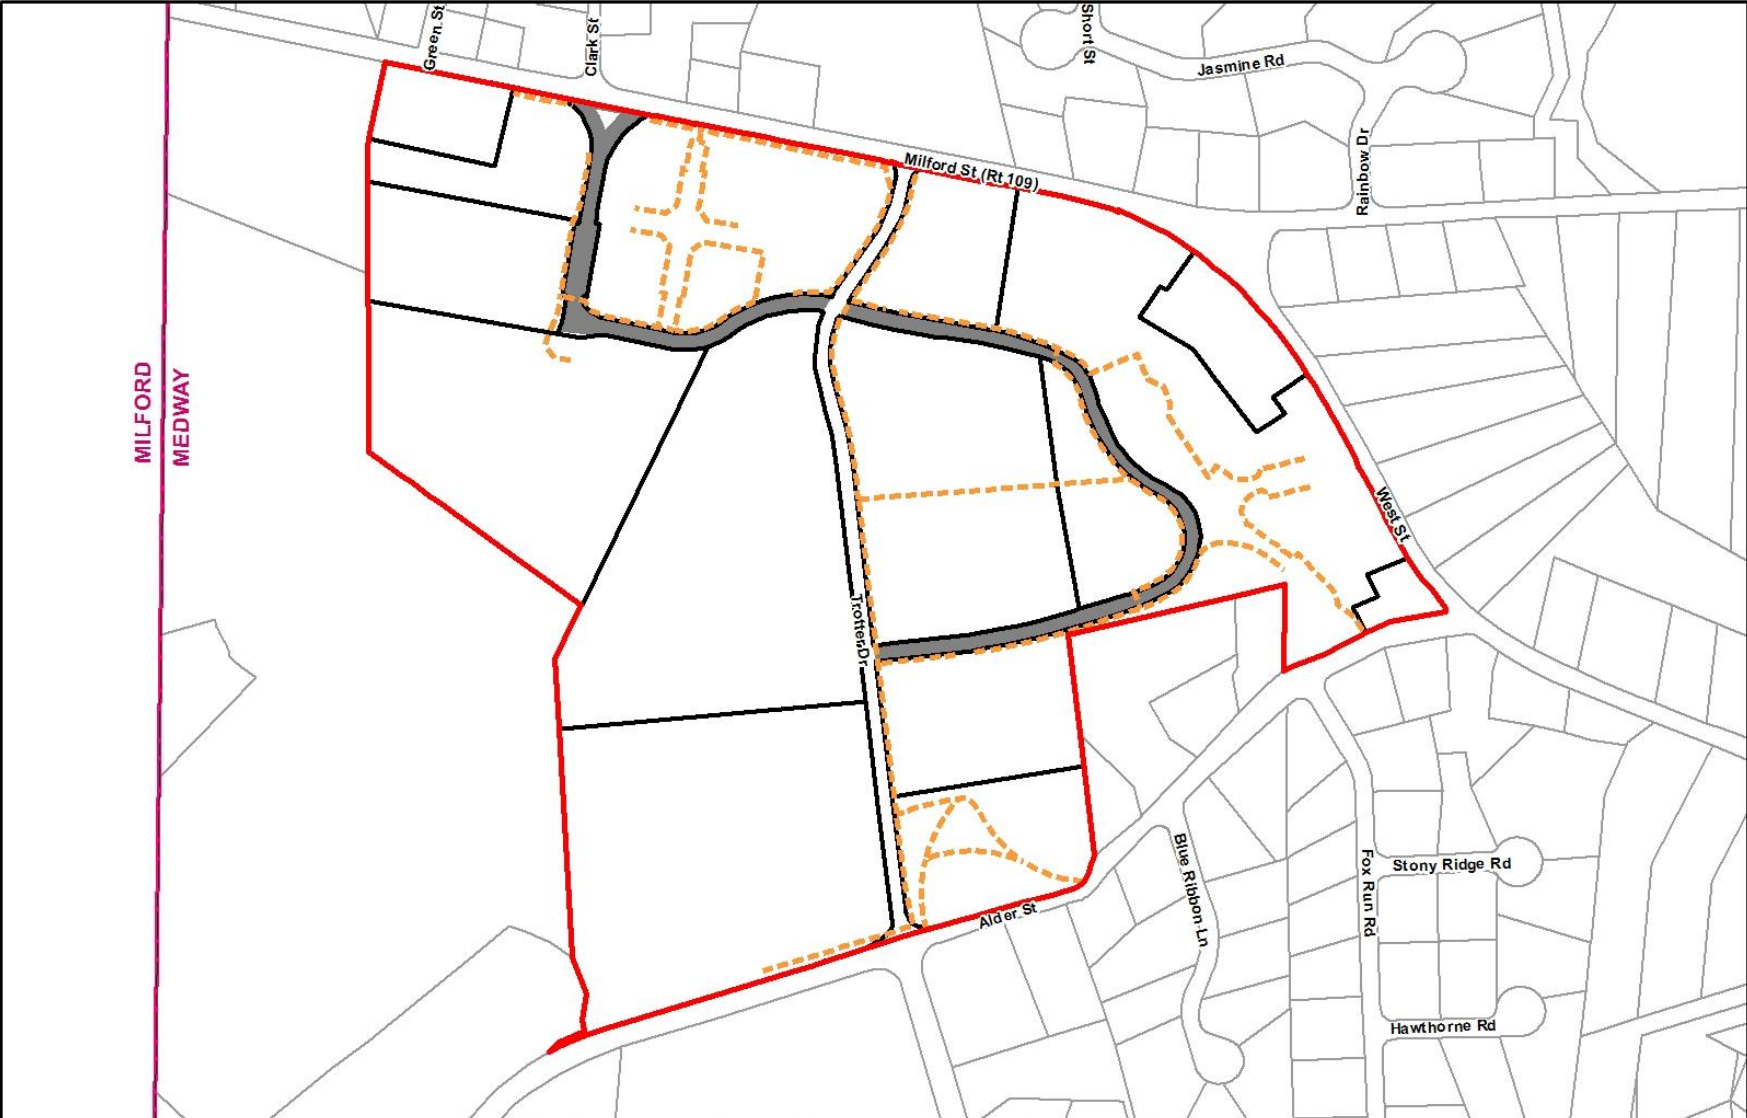 Green St
Clark St
Short St
Jasmine Rd
Rainbow Dr
Milford St (Rt 109)
MILFORD
MEDWAY
West St
Trotter Dr
Blue Ribbon Ln
Fox Run Rd
Stony Ridge Rd
Alder St
Hawthorne Rd